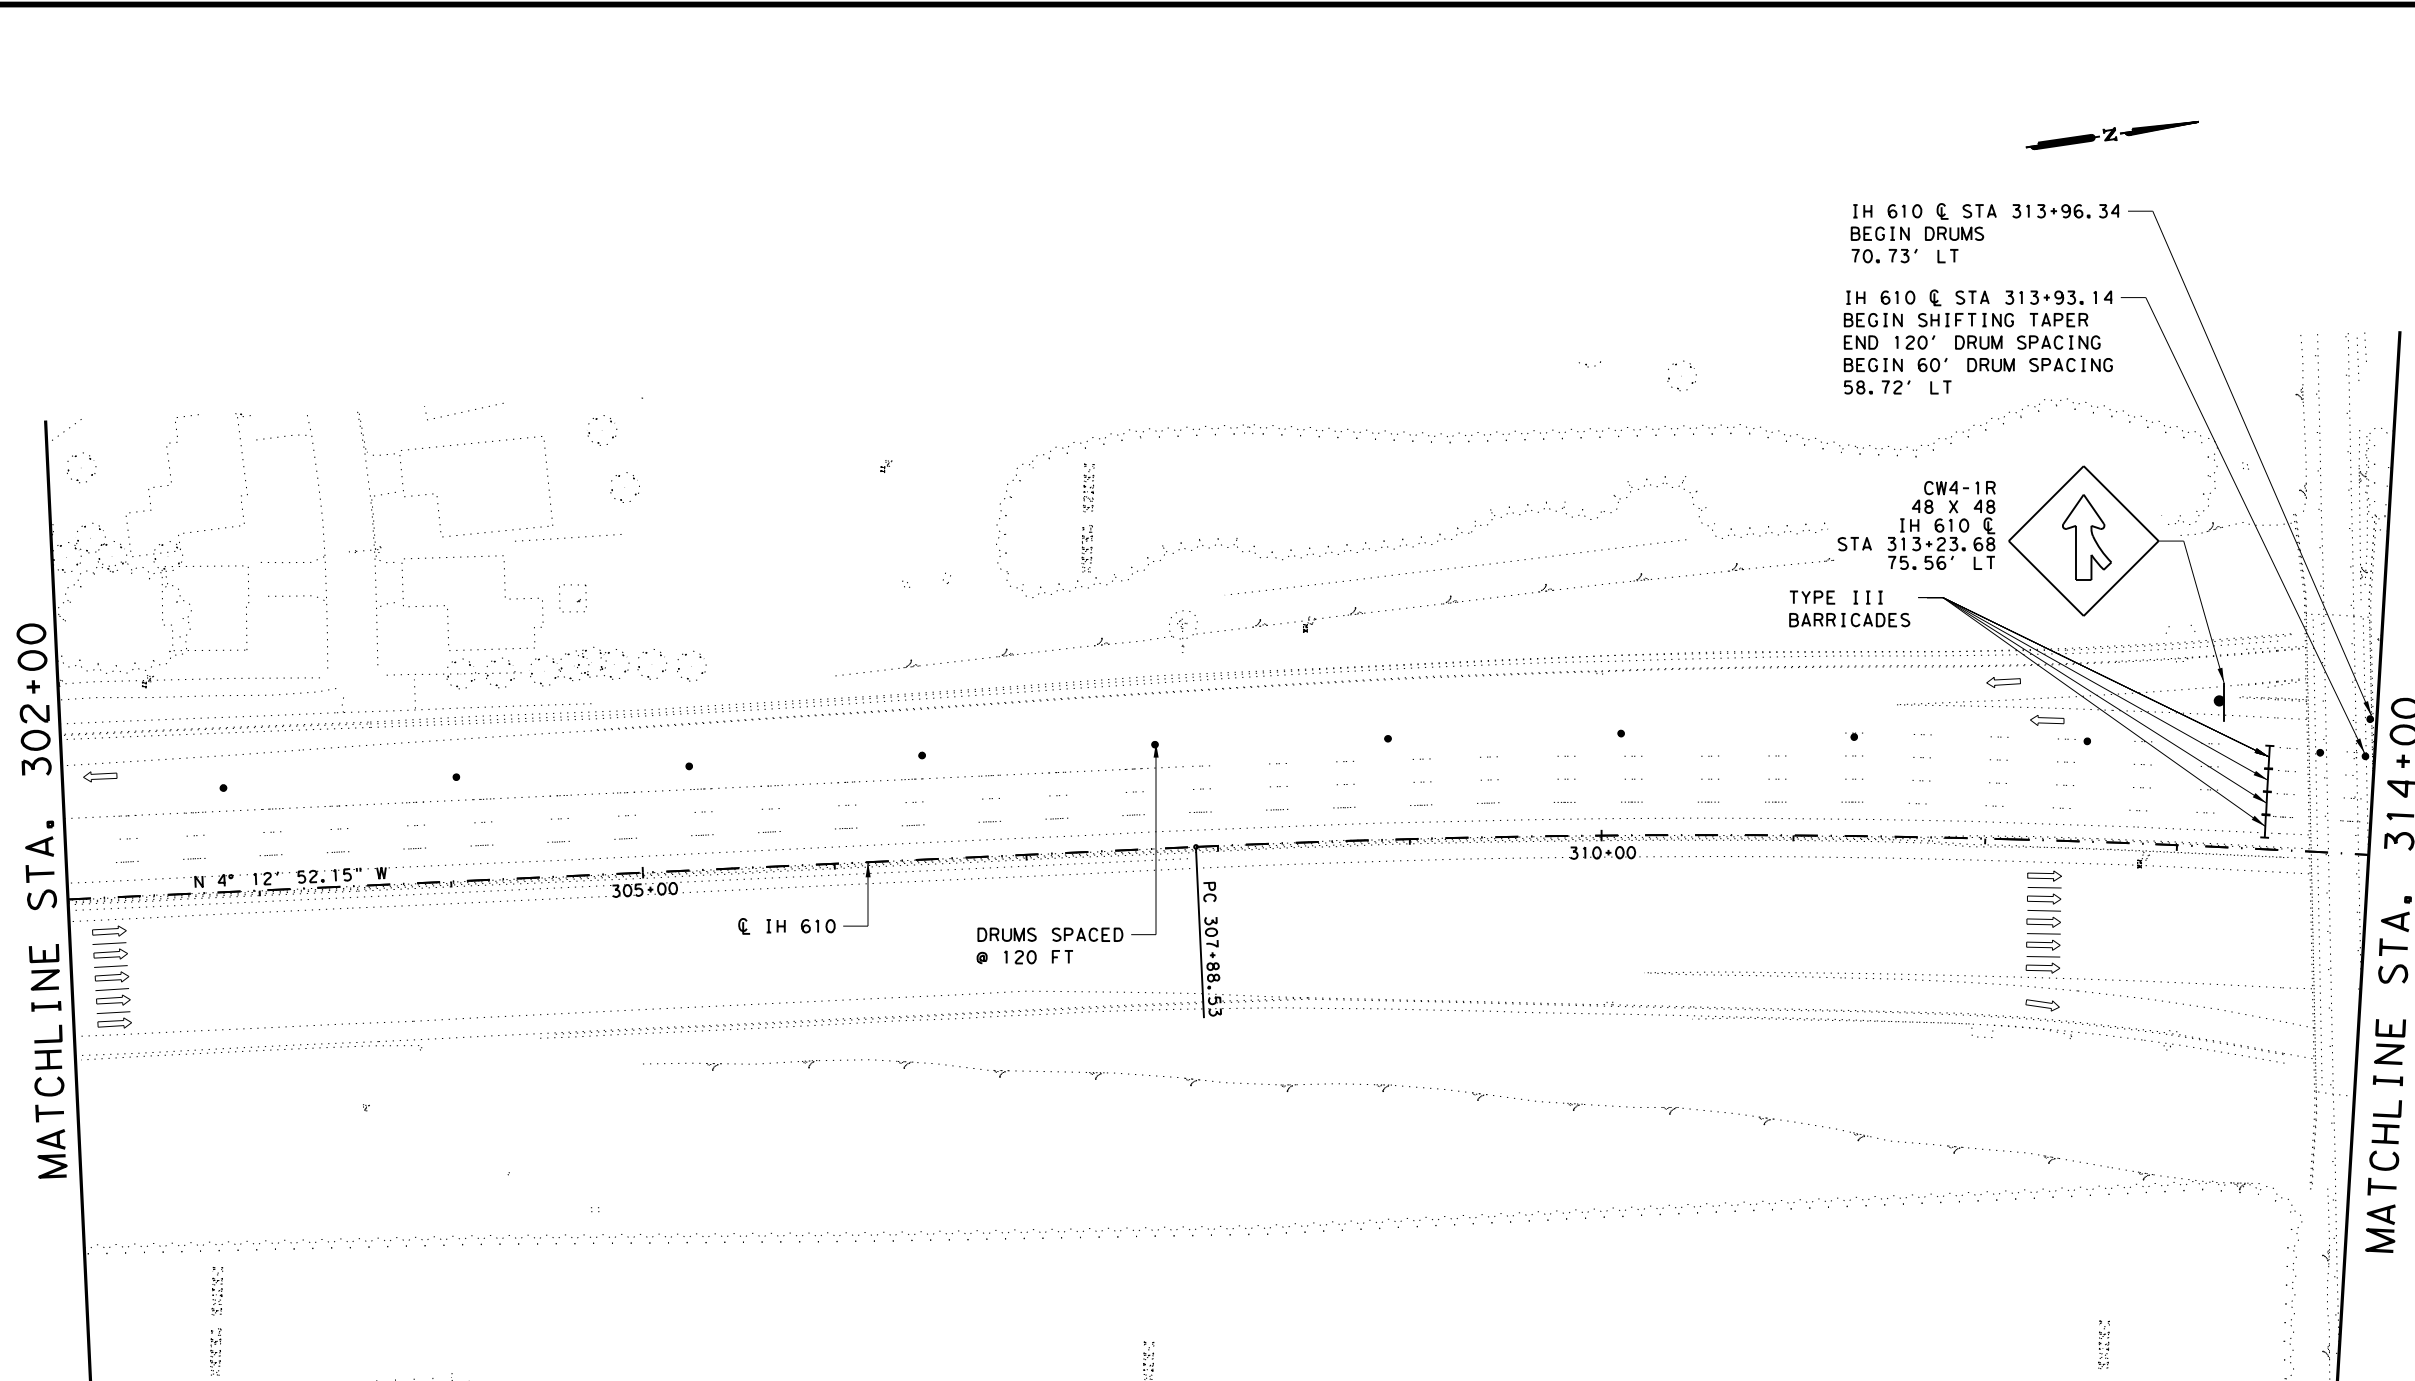 Z
IH 610 ℄ STA 313+96.34
BEGIN DRUMS
70.73' LT
IH 610 ℄ STA 313+93.14
BEGIN SHIFTING TAPER
END 120' DRUM SPACING
BEGIN 60' DRUM SPACING
58.72' LT
CW4-1R
48 X 48
IH 610 ℄
STA 313+23.68
75.56' LT
TYPE III
BARRICADES
MATCHLINE STA. 302+00
MATCHLINE STA. 314+00
N 4° 12' 52.15" W
305+00
310+00
℄ IH 610
DRUMS SPACED
@ 120 FT
PC 307+88.53